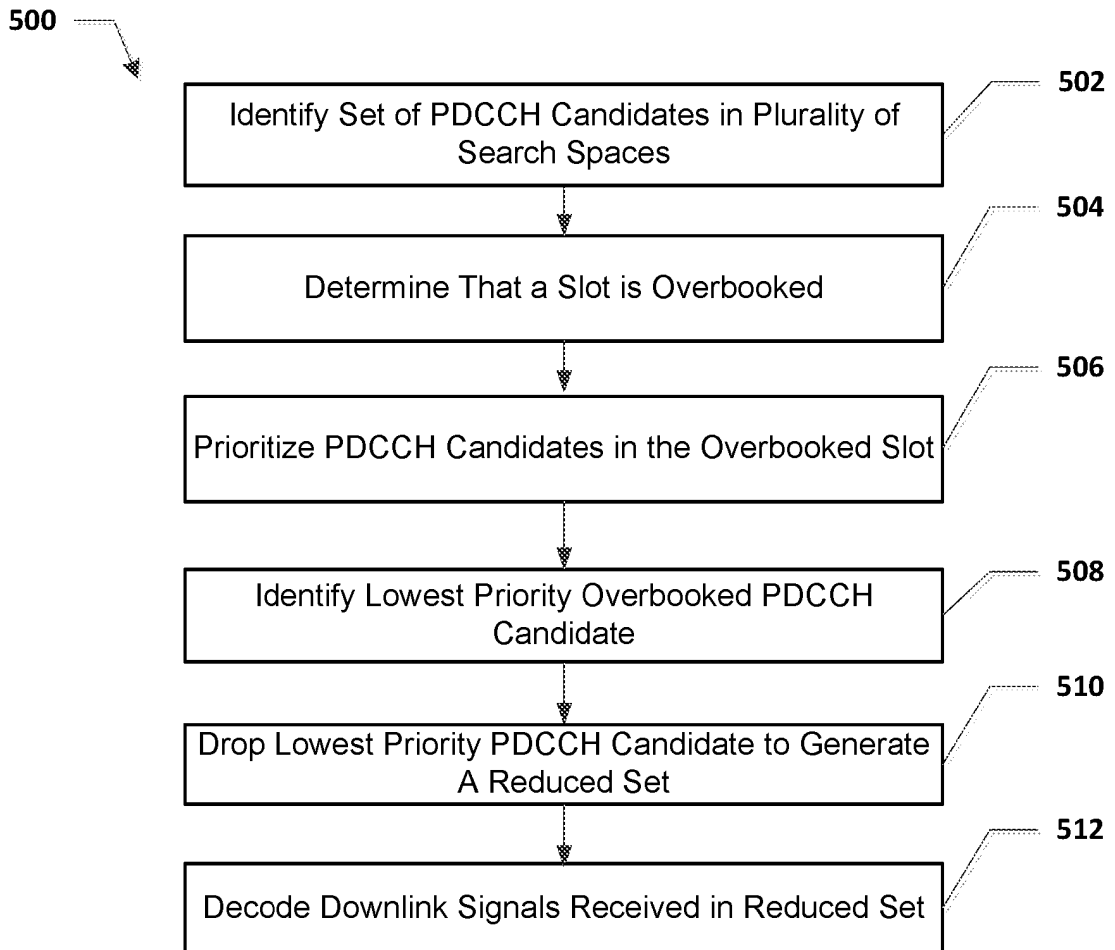 500
502
Identify Set of PDCCH Candidates in Plurality of
Search Spaces
504
Determine That a Slot is Overbooked
506
Prioritize PDCCH Candidates in the Overbooked Slot
508
Identify Lowest Priority Overbooked PDCCH
Candidate
510
Drop Lowest Priority PDCCH Candidate to Generate
A Reduced Set
512
Decode Downlink Signals Received in Reduced Set